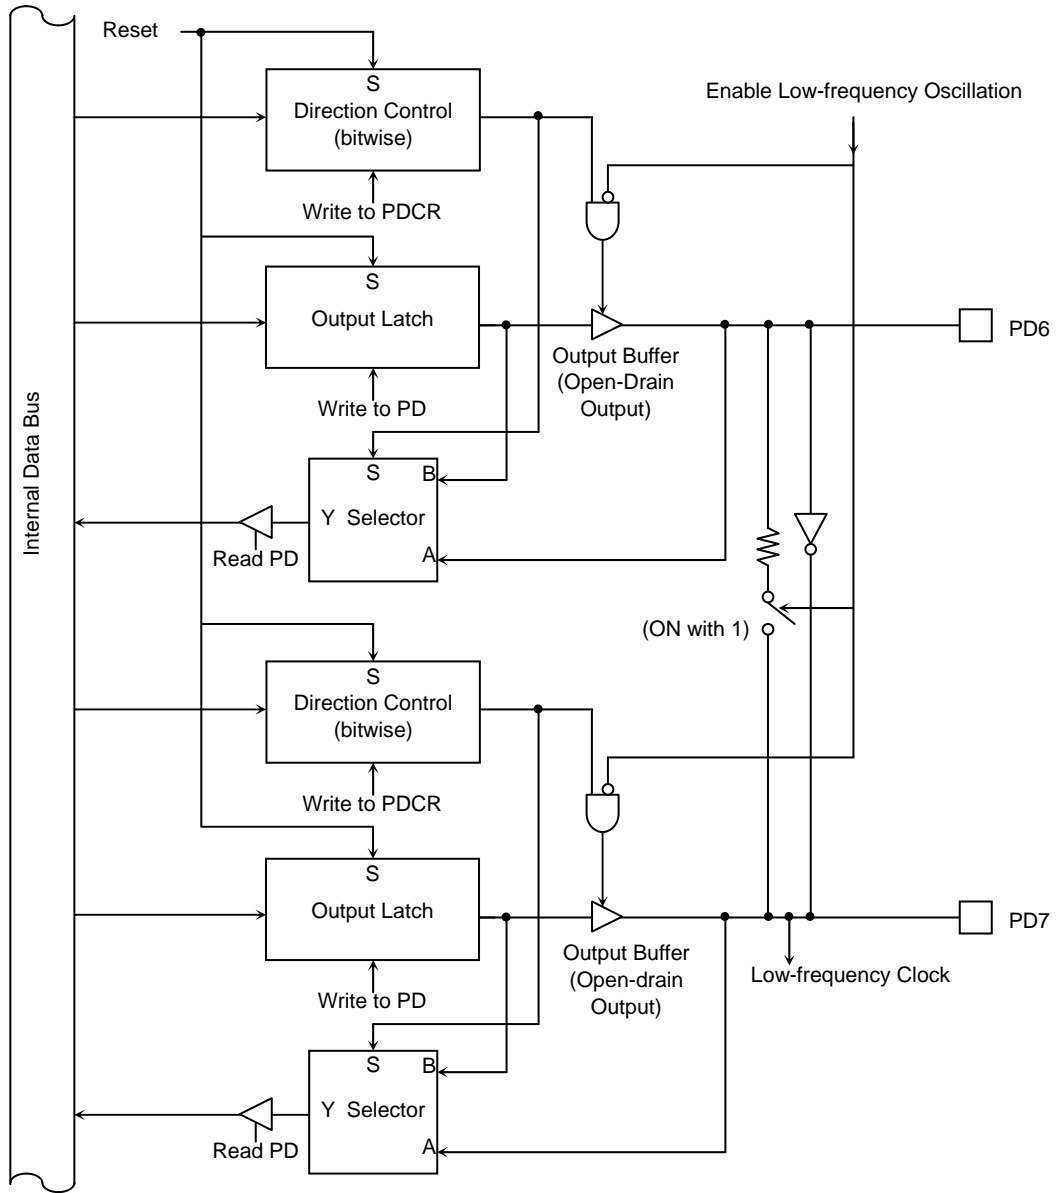 Reset
S
Direction Control
(bitwise)
Enable Low-frequency Oscillation
Write to PDCR
S
Output Latch
PD6
Output Buffer
(Open-Drain
Output)
Write to PD
Internal Data Bus
S
B
Y Selector
A
Read PD
(ON with 1)
S
Direction Control
(bitwise)
Write to PDCR
S
Output Latch
PD7
Output Buffer
(Open-drain
Output)
Low-frequency Clock
Write to PD
S
B
Y Selector
A
Read PD